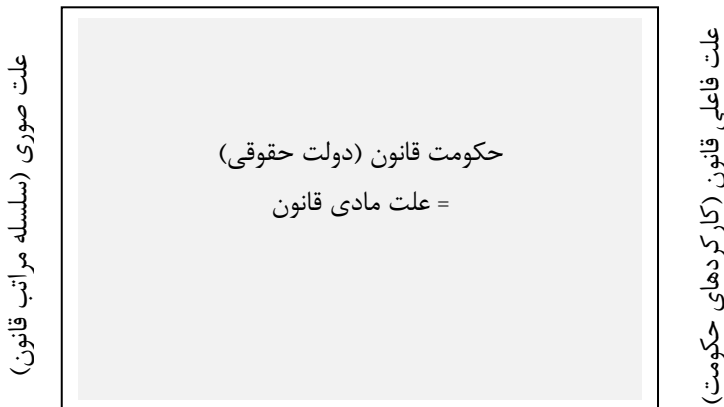 علت فاعلی قانون (کارکردهای حکومت)
حکومت قانون (دولت حقوقی)
= علت مادی قانون
علت صوری (سلسله مراتب قانون)